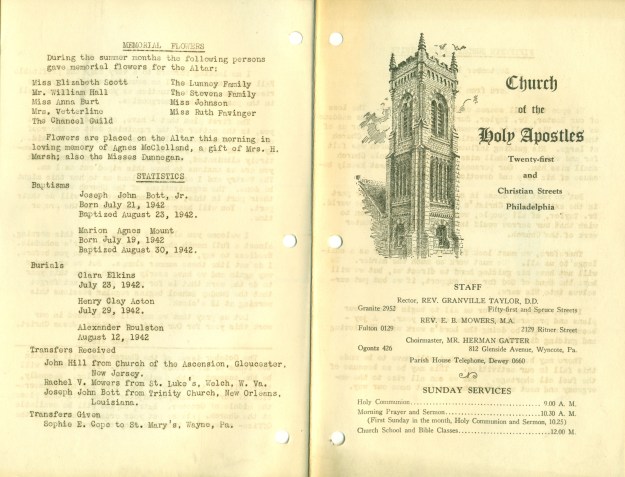 MEMORIAL FLOWERS
During the summer months the following persons
gave memorial flowers for the Altar:
Miss Elizabeth Scott
Mr. William Hall
Miss Anna Burt
Mrs. Vetterline
The Chancel Guild
The Lunney Family
The Stevens Family
Miss Johnson
Miss Ruth Favinger
Flowers are placed on the Altar this morning in
loving memory of Agnes McClelland, a gift of Mrs. H.
Marsh; also the Misses Dunnegan.
STATISTICS
Baptisms
Joseph John Bott, Jr.
Born July 21, 1942
Baptized August 23, 1942.
Marion Agnes Mount
Born July 19, 1942
Baptized August 30, 1942.
Burials
Clara Elkins
July 23, 1942.
Henry Clay Acton
July 29, 1942.
Alexander Roulston
August 12, 1942
Transfers Received
John Hill from Church of the Ascension, Gloucester,
New Jersey.
Rachel V. Mowers from St. Luke's, Welch, W. Va.
Joseph John Bott from Trinity Church, New Orleans,
Louisiana.
Transfers Given
Sophie E. Cope to St. Mary's, Wayne, Pa.
Church
of the
Holy Apostles
Twenty-first
and
Christian Streets
Philadelphia
STAFF
Rector, REV. GRANVILLE TAYLOR, D.D.
Granite 2952 Fifty-first and Spruce Streets
REV. E. B. MOWERS, M.A.
Fulton 0129 2129 Ritner Street
Choirmaster, MR. HERMAN GATTER
Ogontz 426 812 Glenside Avenue, Wyncote, Pa.
Parish House Telephone, Dewey 0660
SUNDAY SERVICES
Holy Communion 9.00 A. M.
Morning Prayer and Sermon 10.30 A. M.
(First Sunday in the month, Holy Communion and Sermon, 10.25)
Church School and Bible Classes 12:00 M.